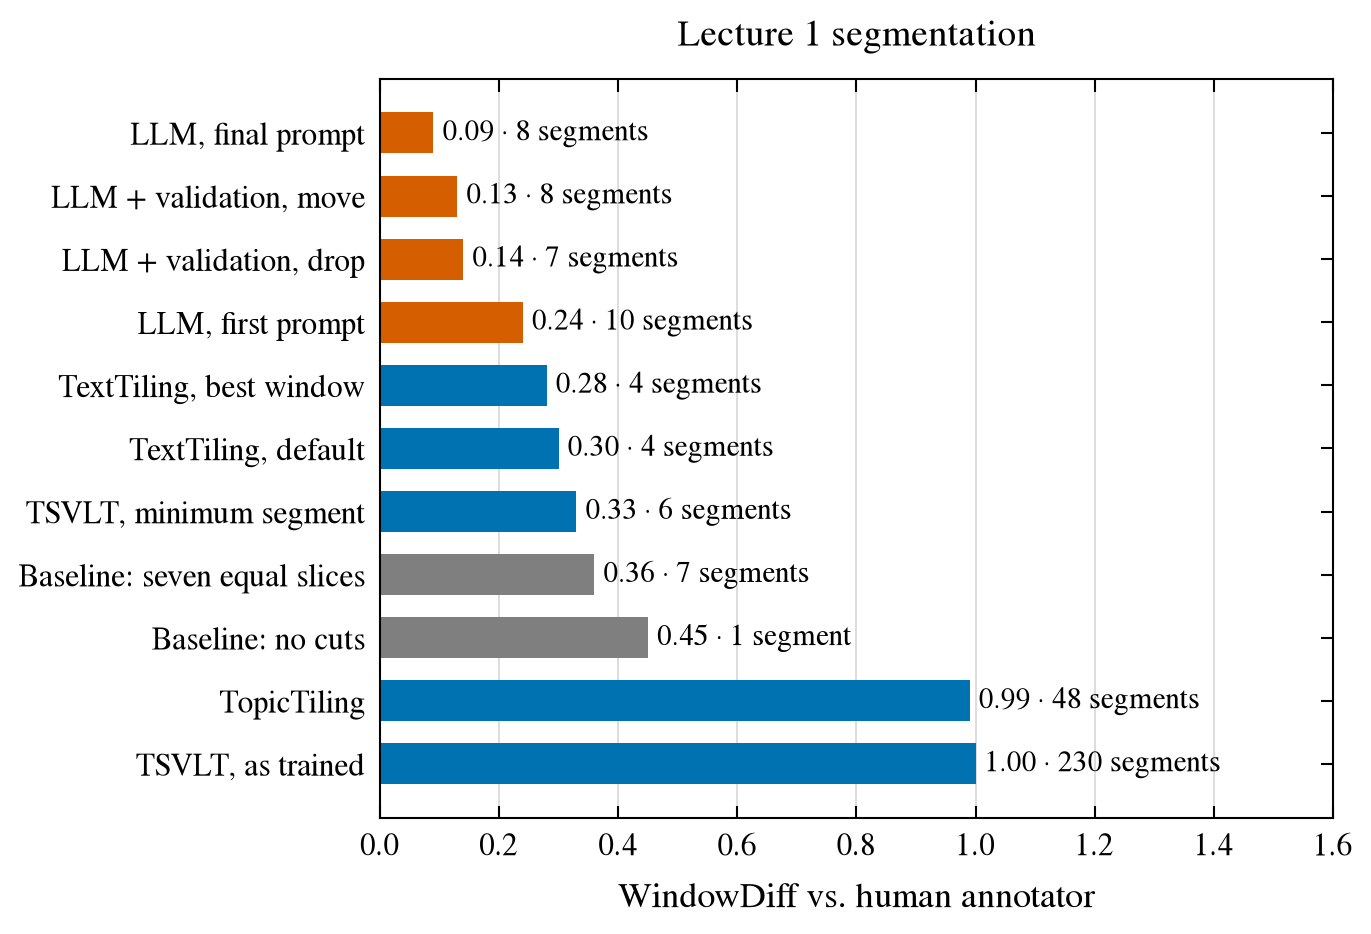 Lecture 1 segmentation
LLM, final prompt 0.09 · 8 segments
LLM + validation, move 0.13 · 8 segments
LLM + validation, drop 0.14 · 7 segments
LLM, first prompt 0.24 · 10 segments
TextTiling, best window 0.28 · 4 segments
TextTiling, default 0.30 · 4 segments
TSVLT, minimum segment 0.33 · 6 segments
Baseline: seven equal slices 0.36 · 7 segments
Baseline: no cuts 0.45 · 1 segment
TopicTiling 0.99 · 48 segments
TSVLT, as trained 1.00 · 230 segments
0.0 0.2 0.4 0.6 0.8 1.0 1.2 1.4 1.6
WindowDiff vs. human annotator